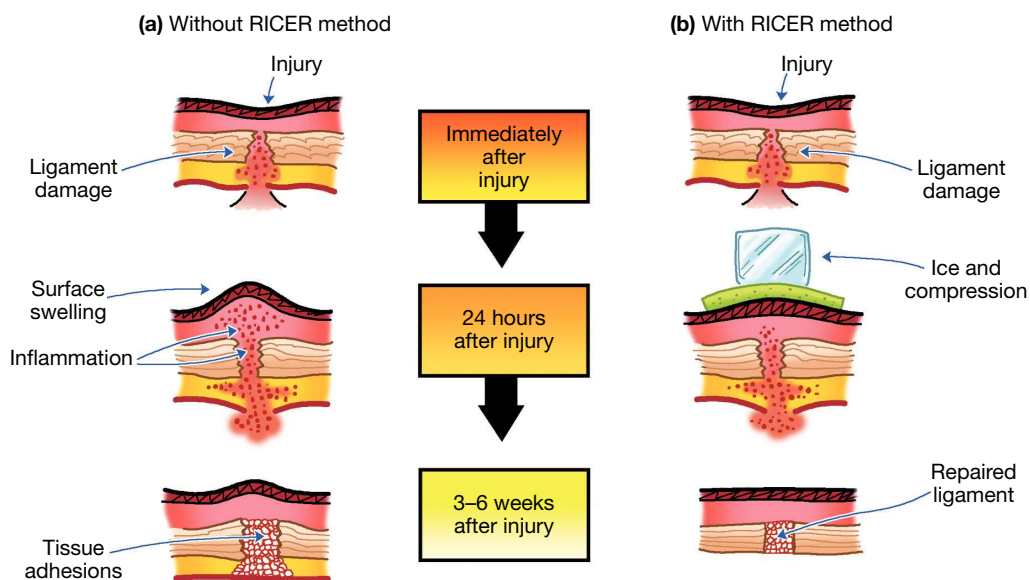 (a) Without RICER method
(b) With RICER method
Injury
Injury
Immediately
after
injury
Ligament
damage
Ligament
damage
Surface
swelling
Ice and
compression
24 hours
after injury
Inflammation
3–6 weeks
after injury
Repaired
ligament
Tissue
adhesions